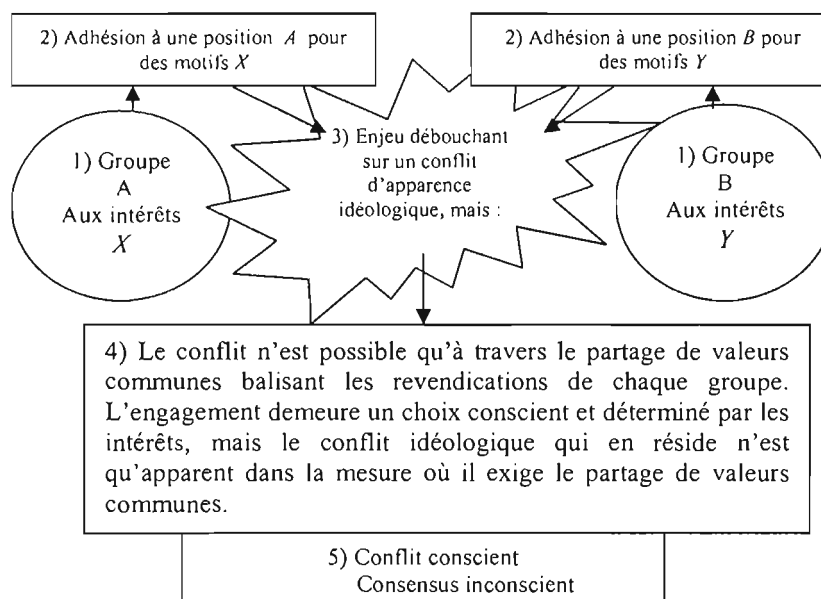 2) Adhésion à une position A pour
des motifs X
2) Adhésion à une position B pour
des motifs Y
1) Groupe
A
Aux intérêts
X
3) Enjeu débouchant
sur un conflit
d'apparence
idéologique, mais :
1) Groupe
B
Aux intérêts
Y
4) Le conflit n'est possible qu'à travers le partage de valeurs
communes balisant les revendications de chaque groupe.
L'engagement demeure un choix conscient et déterminé par les
intérêts, mais le conflit idéologique qui en réside n'est
qu'apparent dans la mesure où il exige le partage de valeurs
communes.
5) Conflit conscient
Consensus inconscient